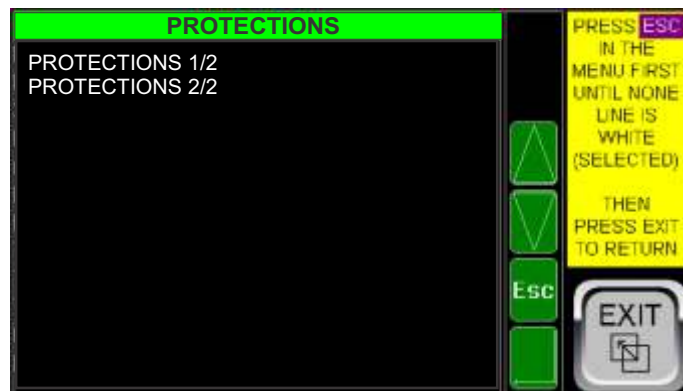 PROTECTIONS
PROTECTIONS 1/2
PROTECTIONS 2/2
Esc
PRESS ESC
IN THE
MENU FIRST
UNTIL NONE
LINE IS
WHITE
(SELECTED)
THEN
PRESS EXIT
TO RETURN
EXIT